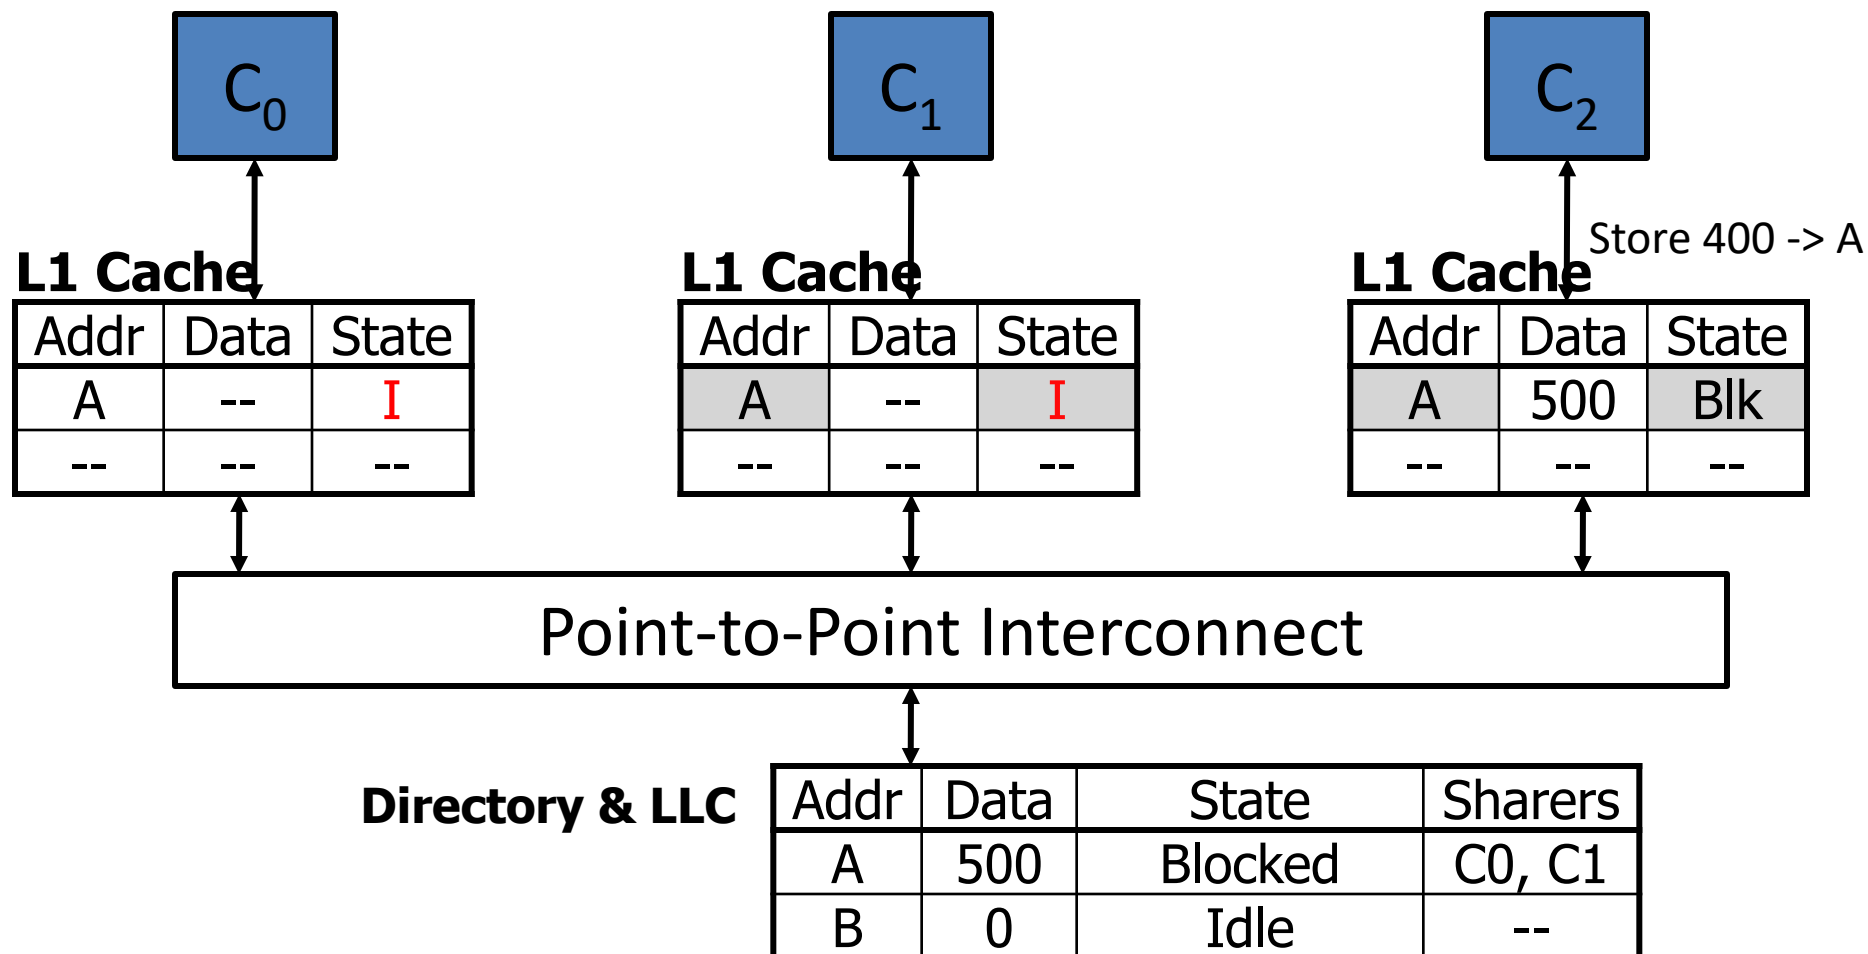 C0 C1 C2
Store 400 -> A
L1 Cache L1 Cache L1 Cache
Addr Data State Addr Data State Addr Data State
A -- I A -- I A 500 Blk
-- -- -- -- -- -- -- -- --
Point-to-Point Interconnect
Directory & LLC Addr Data State Sharers
A 500 Blocked C0, C1
B 0 Idle --